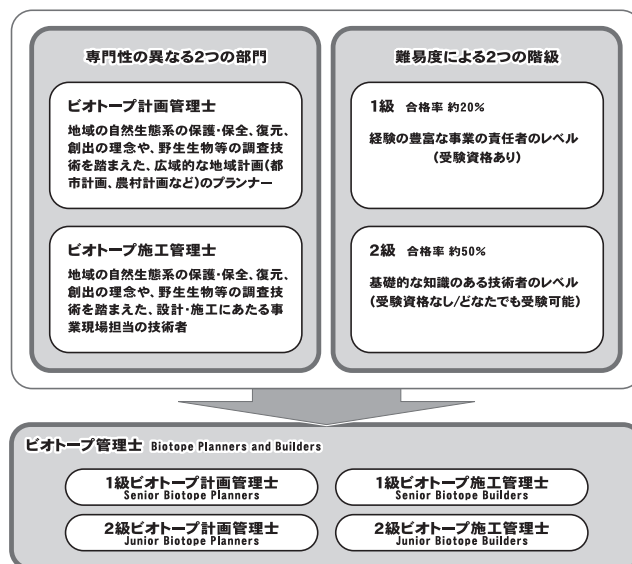 専門性の異なる2つの部門
ビオトープ計画管理士
地域の自然生態系の保護・保全、復元、
創出の理念や、野生生物等の調査技
術を踏まえた、広域的な地域計画(都
市計画、農村計画など)のプランナー
ビオトープ施工管理士
地域の自然生態系の保護・保全、復元、
創出の理念や、野生生物等の調査技
術を踏まえた、設計・施工にあたる事
業現場担当の技術者
難易度による2つの階級
1級 合格率 約20%
経験の豊富な事業の責任者のレベル
(受験資格あり)
2級 合格率 約50%
基礎的な知識のある技術者のレベル
(受験資格なし/どなたでも受験可能)
ビオトープ管理士 Biotope Planners and Builders
1級ビオトープ計画管理士
Senior Biotope Planners
1級ビオトープ施工管理士
Senior Biotope Builders
2級ビオトープ計画管理士
Junior Biotope Planners
2級ビオトープ施工管理士
Junior Biotope Builders